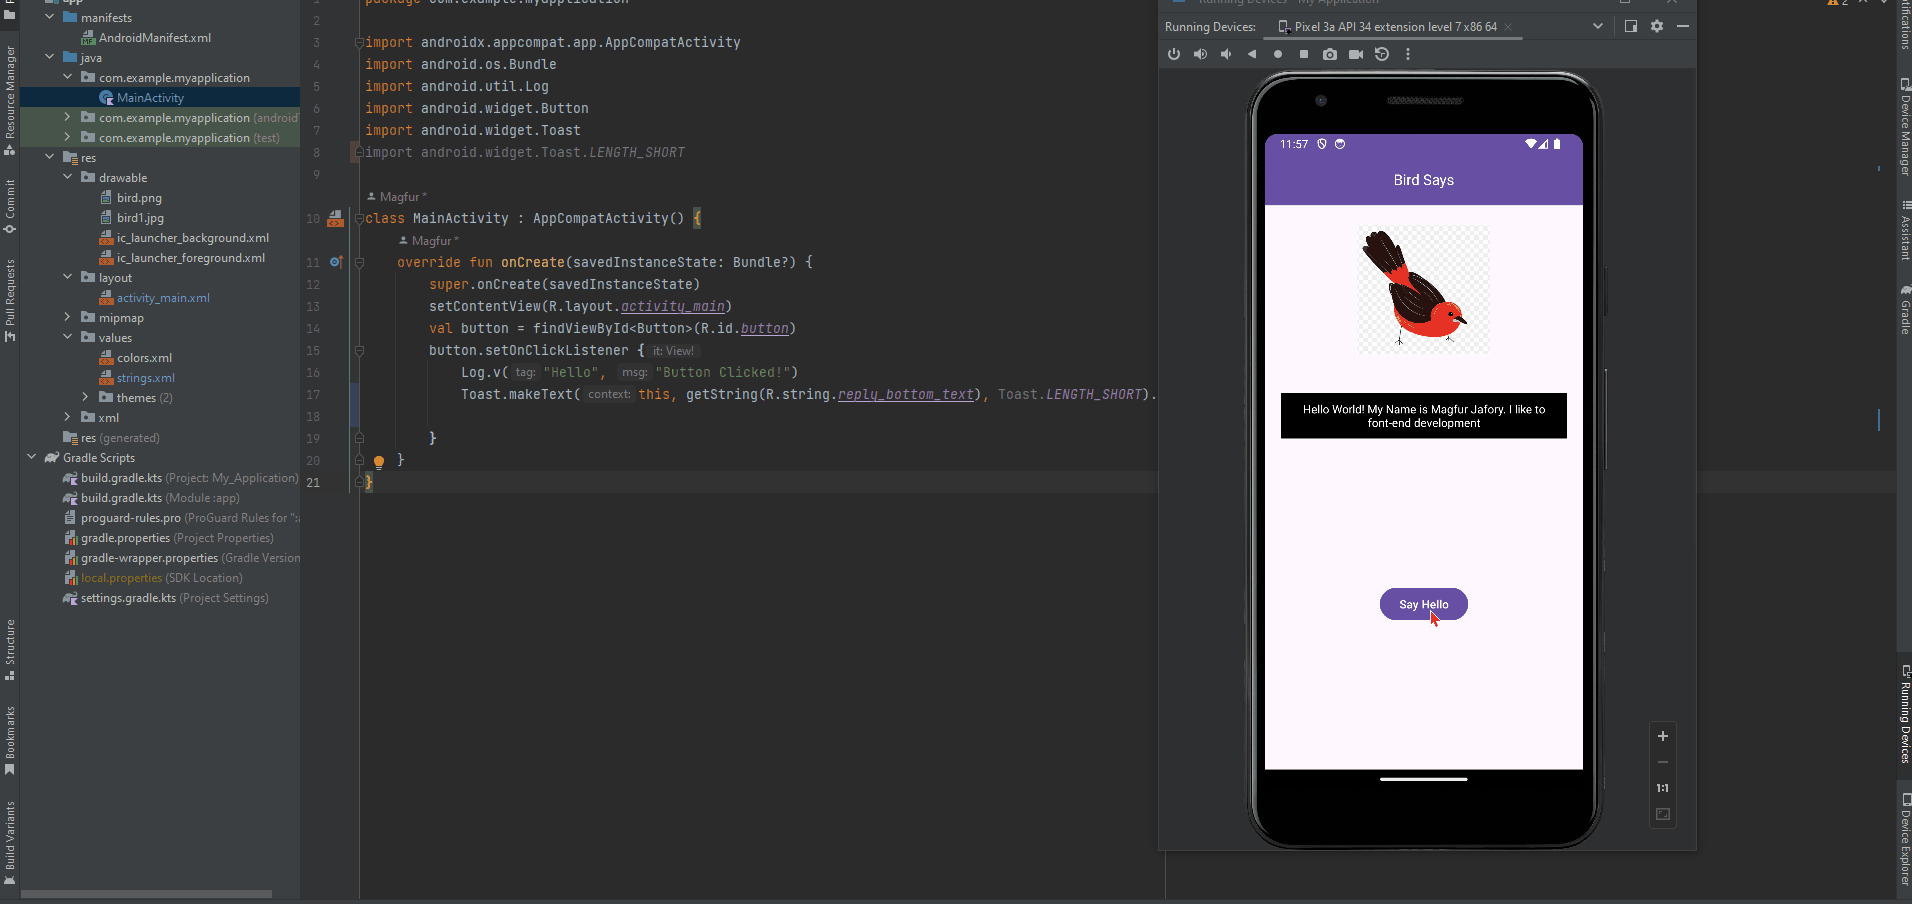 app
manifests
AndroidManifest.xml
java
com.example.myapplication
MainActivity
com.example.myapplication (android
com.example.myapplication (test)
res
drawable
bird.png
bird1.jpg
ic_launcher_background.xml
ic_launcher_foreground.xml
layout
activity_main.xml
mipmap
values
colors.xml
strings.xml
themes (2)
xml
res (generated)
Gradle Scripts
build.gradle.kts (Project: My_Application)
build.gradle.kts (Module :app)
proguard-rules.pro (ProGuard Rules for ":a
gradle.properties (Project Properties)
gradle-wrapper.properties (Gradle Version
local.properties (SDK Location)
settings.gradle.kts (Project Settings)
Resource Manager
Commit
Pull Requests
Structure
Bookmarks
Build Variants
1 package com.example.myapplication
2
3 import androidx.appcompat.app.AppCompatActivity
4 import android.os.Bundle
5 import android.util.Log
6 import android.widget.Button
7 import android.widget.Toast
8 import android.widget.Toast.LENGTH_SHORT
9
Magfur *
10 class MainActivity : AppCompatActivity() {
Magfur *
11 override fun onCreate(savedInstanceState: Bundle?) {
12 super.onCreate(savedInstanceState)
13 setContentView(R.layout.activity_main)
14 val button = findViewById<Button>(R.id.button)
15 button.setOnClickListener { it: View!
16 Log.v( tag: "Hello", msg: "Button Clicked!")
17 Toast.makeText( context: this, getString(R.string.reply_bottom_text), Toast.LENGTH_SHORT).
18
19 }
20 }
21 }
Running Devices - My Application
Running Devices: Pixel 3a API 34 extension level 7 x86 64
11:57
Bird Says
Hello World! My Name is Magfur Jafory. I like to
font-end development
Say Hello
1:1
2
Notifications
Device Manager
Assistant
Gradle
Running Devices
Device Explorer